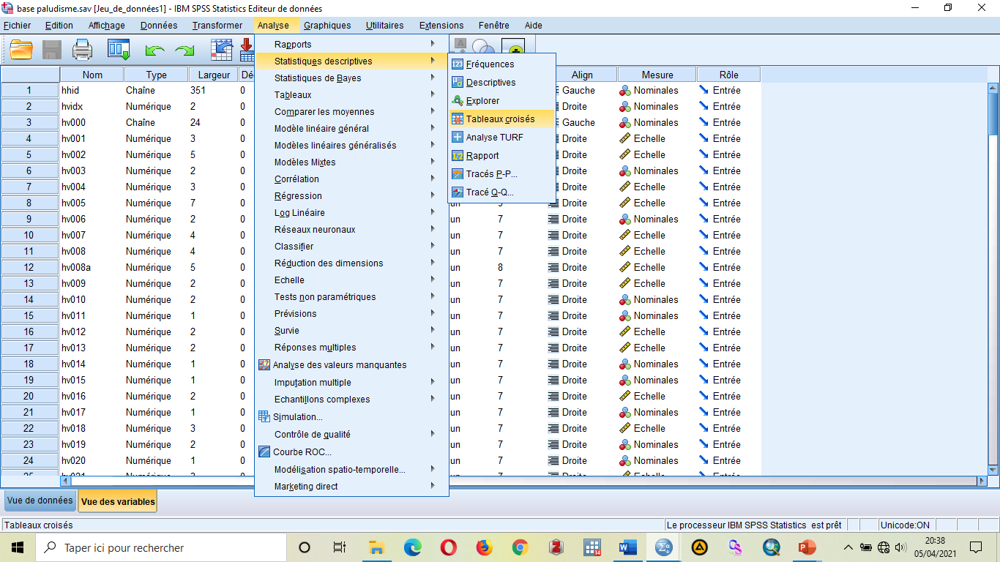 base paludisme.sav [Jeu_de_données1] - IBM SPSS Statistics Editeur de données
Fichier Edition Affichage Données Transformer Analyse Graphiques Utilitaires Extensions Fenêtre Aide
Rapports
Statistiques descriptives
Statistiques de Bayes
Tableaux
Comparer les moyennes
Modèle linéaire général
Modèles linéaires généralisés
Modèles Mixtes
Corrélation
Régression
Log Linéaire
Réseaux neuronaux
Classifier
Réduction des dimensions
Echelle
Tests non paramétriques
Prévisions
Survie
Réponses multiples
Analyse des valeurs manquantes
Imputation multiple
Echantillons complexes
Simulation...
Contrôle de qualité
Courbe ROC...
Modélisation spatio-temporelle...
Marketing direct
Fréquences
Descriptives
Explorer
Tableaux croisés
Analyse TURF
Rapport
Tracés P-P...
Tracé Q-Q...
Nom Type Largeur Déc Align Mesure Rôle
1 hhid Chaîne 351 0 Gauche Nominales Entrée
2 hvidx Numérique 2 0 Droite Nominales Entrée
3 hv000 Chaîne 24 0 Gauche Nominales Entrée
4 hv001 Numérique 3 0 Droite Echelle Entrée
5 hv002 Numérique 5 0 Droite Echelle Entrée
6 hv003 Numérique 2 0 Droite Nominales Entrée
7 hv004 Numérique 3 0 Droite Echelle Entrée
8 hv005 Numérique 7 0 Droite Echelle Entrée
9 hv006 Numérique 2 0 un 7 Droite Nominales Entrée
10 hv007 Numérique 4 0 un 7 Droite Echelle Entrée
11 hv008 Numérique 4 0 un 7 Droite Echelle Entrée
12 hv008a Numérique 5 0 un 8 Droite Echelle Entrée
13 hv009 Numérique 2 0 un 7 Droite Echelle Entrée
14 hv010 Numérique 2 0 un 7 Droite Nominales Entrée
15 hv011 Numérique 1 0 un 7 Droite Nominales Entrée
16 hv012 Numérique 2 0 un 7 Droite Echelle Entrée
17 hv013 Numérique 2 0 un 7 Droite Echelle Entrée
18 hv014 Numérique 1 0 un 7 Droite Nominales Entrée
19 hv015 Numérique 1 0 un 7 Droite Nominales Entrée
20 hv016 Numérique 2 0 un 7 Droite Echelle Entrée
21 hv017 Numérique 1 0 un 7 Droite Nominales Entrée
22 hv018 Numérique 3 0 un 7 Droite Echelle Entrée
23 hv019 Numérique 2 0 un 7 Droite Nominales Entrée
24 hv020 Numérique 1 0 un 7 Droite Nominales Entrée
Vue de données Vue des variables
Tableaux croisés Le processeur IBM SPSS Statistics est prêt Unicode:ON
Taper ici pour rechercher
20:38
05/04/2021